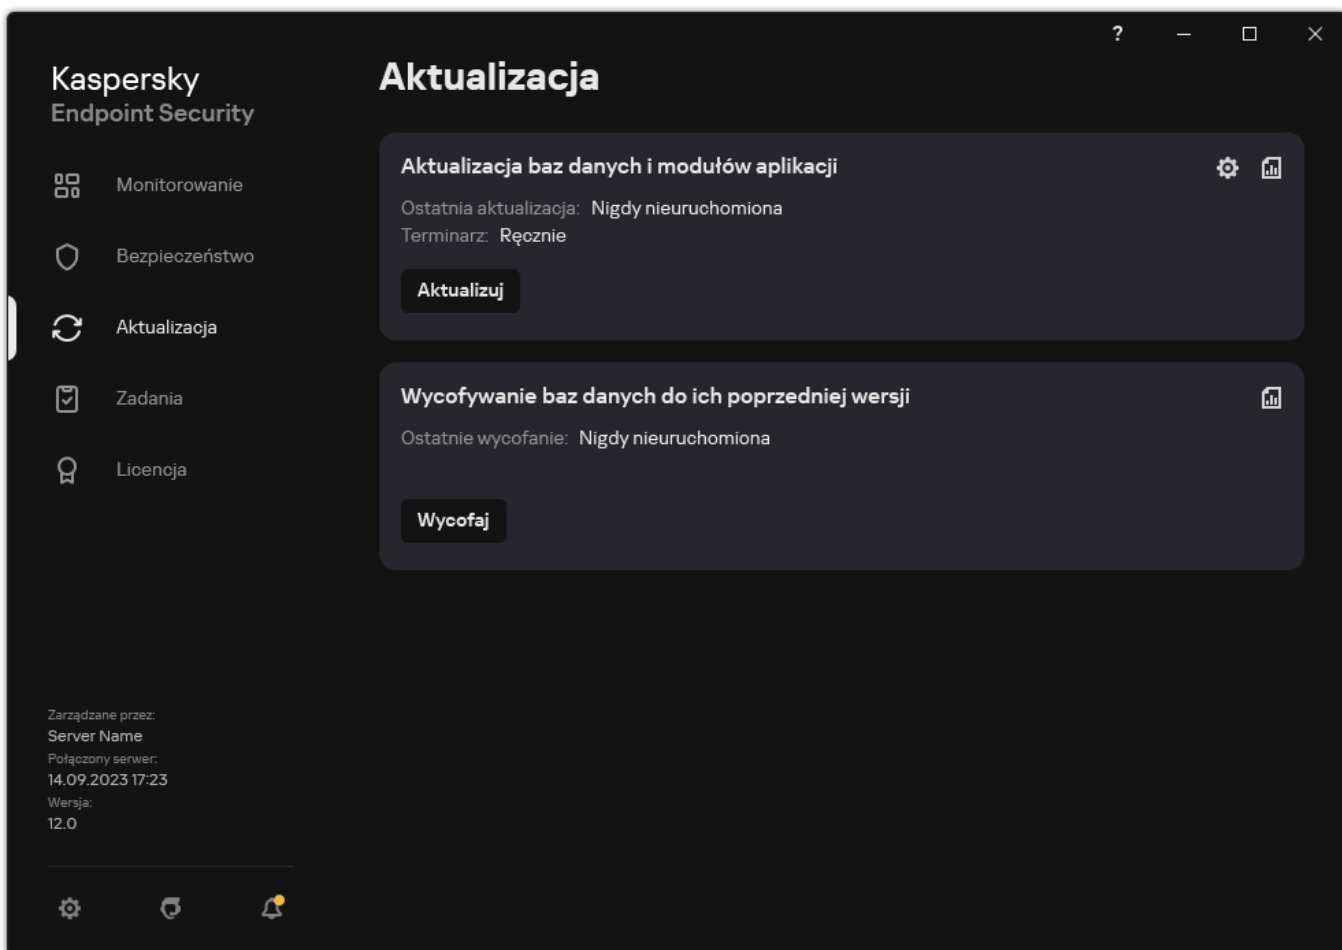 ?
Kaspersky
Endpoint Security
Monitorowanie
Bezpieczeństwo
Aktualizacja
Zadania
Licencja
Zarządzane przez:
Server Name
Połączony serwer:
14.09.2023 17:23
Wersja:
12.0
Aktualizacja
Aktualizacja baz danych i modułów aplikacji
Ostatnia aktualizacja: Nigdy nieuruchomiona
Terminarz: Ręcznie
Aktualizuj
Wycofywanie baz danych do ich poprzedniej wersji
Ostatnie wycofanie: Nigdy nieuruchomiona
Wycofaj